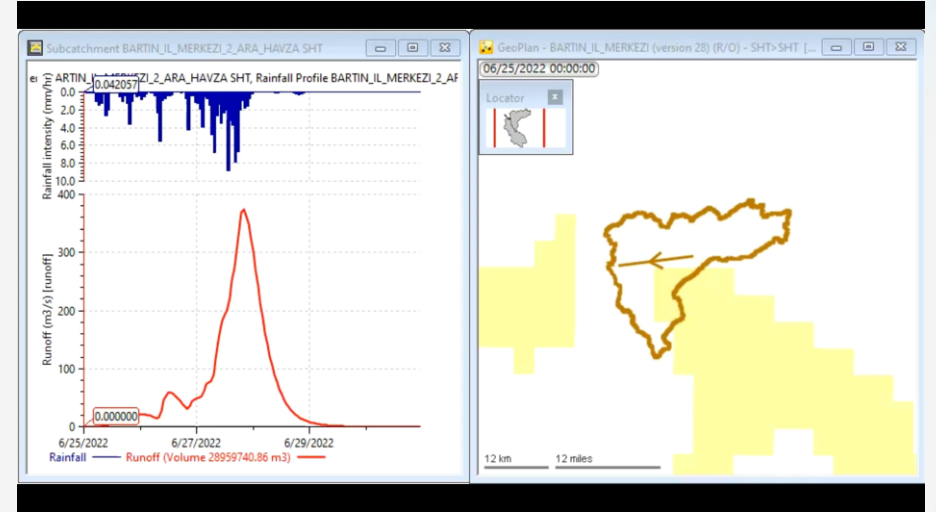 Subcatchment BARTIN_IL_MERKEZI_2_ARA_HAVZA SHT
ARTIN_IL_MERKEZI_2_ARA_HAVZA SHT, Rainfall Profile BARTIN_IL_MERKEZI_2_AF
0.042057
Rainfall intensity (mm/hr)
0.0
2.0
4.0
6.0
8.0
10.0
Runoff (m3/s) [runoff]
400
300
200
100
0
0.000000
6/25/2022 6/27/2022 6/29/2022
Rainfall Runoff (Volume 28959740.86 m3)
GeoPlan - BARTIN_IL_MERKEZI (version 28) (R/O) - SHT>SHT [...
06/25/2022 00:00:00
Locator
12 km 12 miles